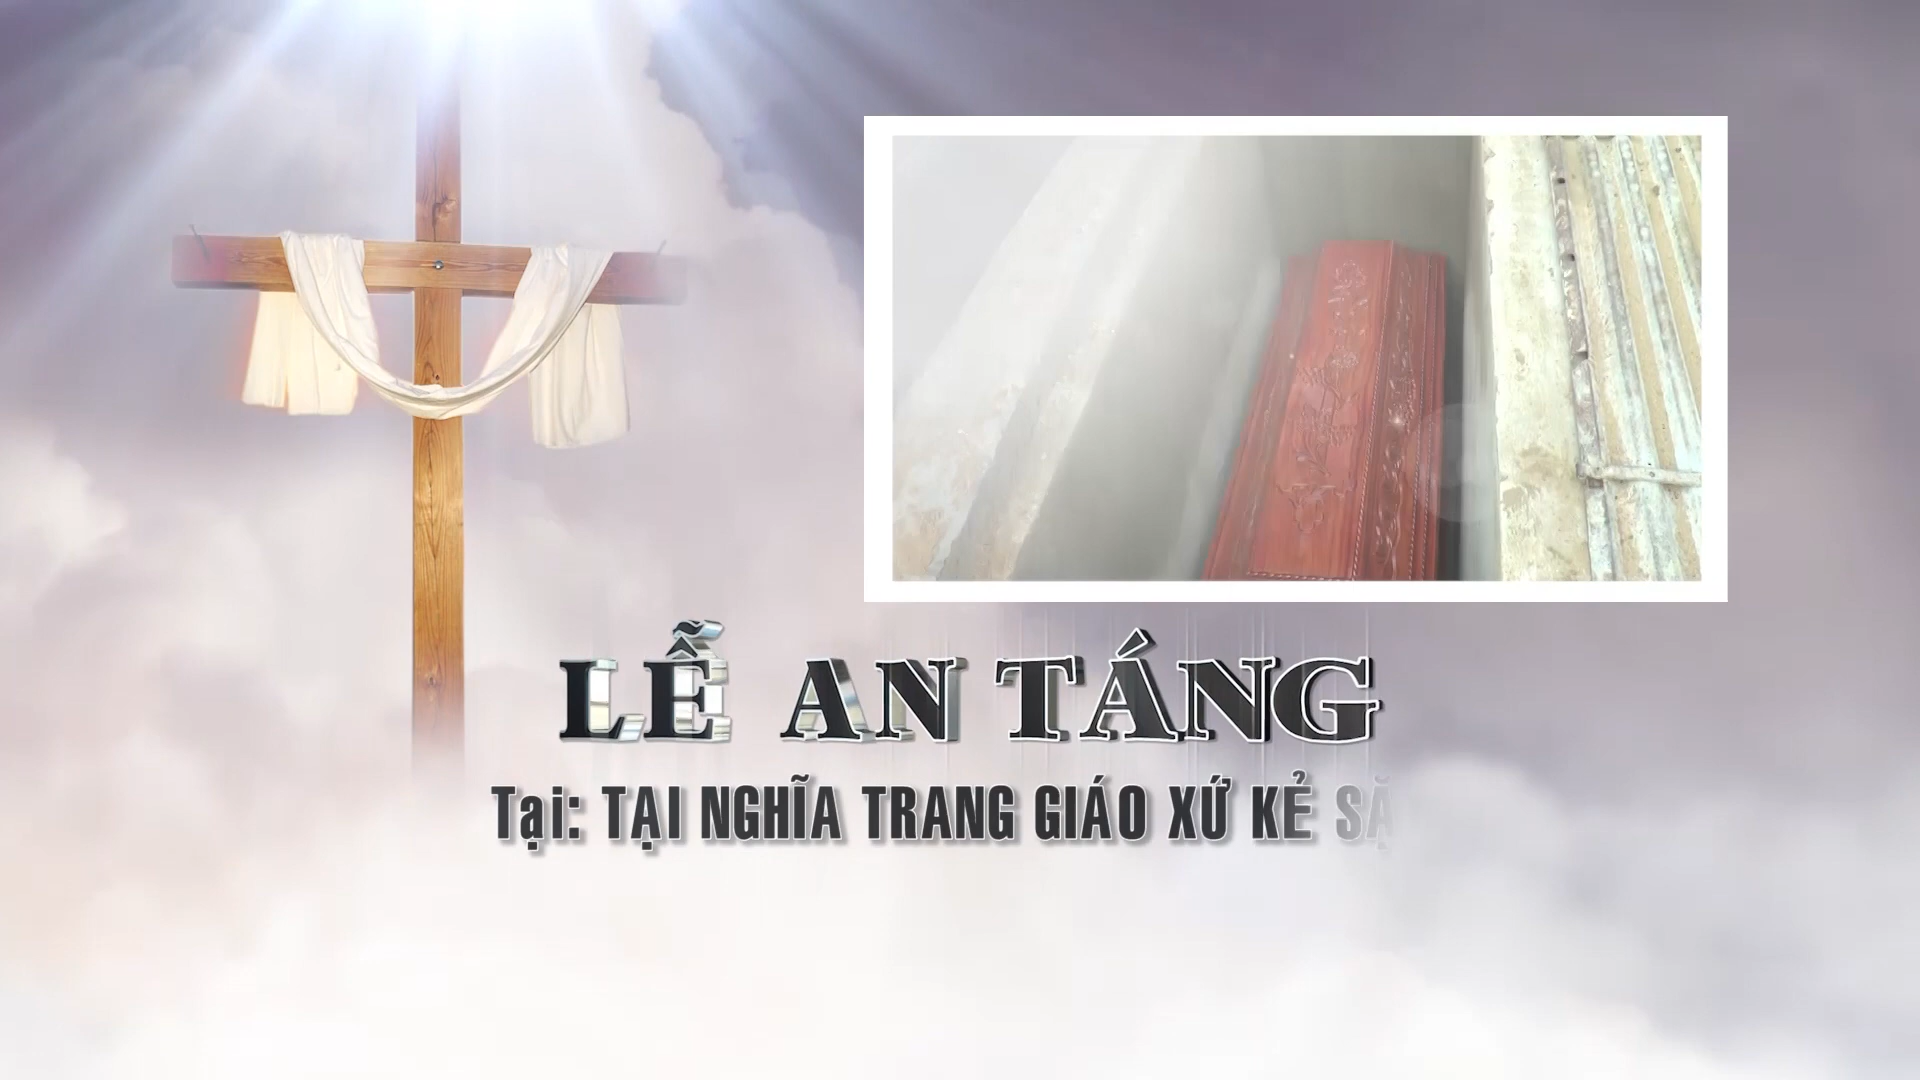 LỄ AN TÁNG
Tại: TẠI NGHĨA TRANG GIÁO XỨ KẺ